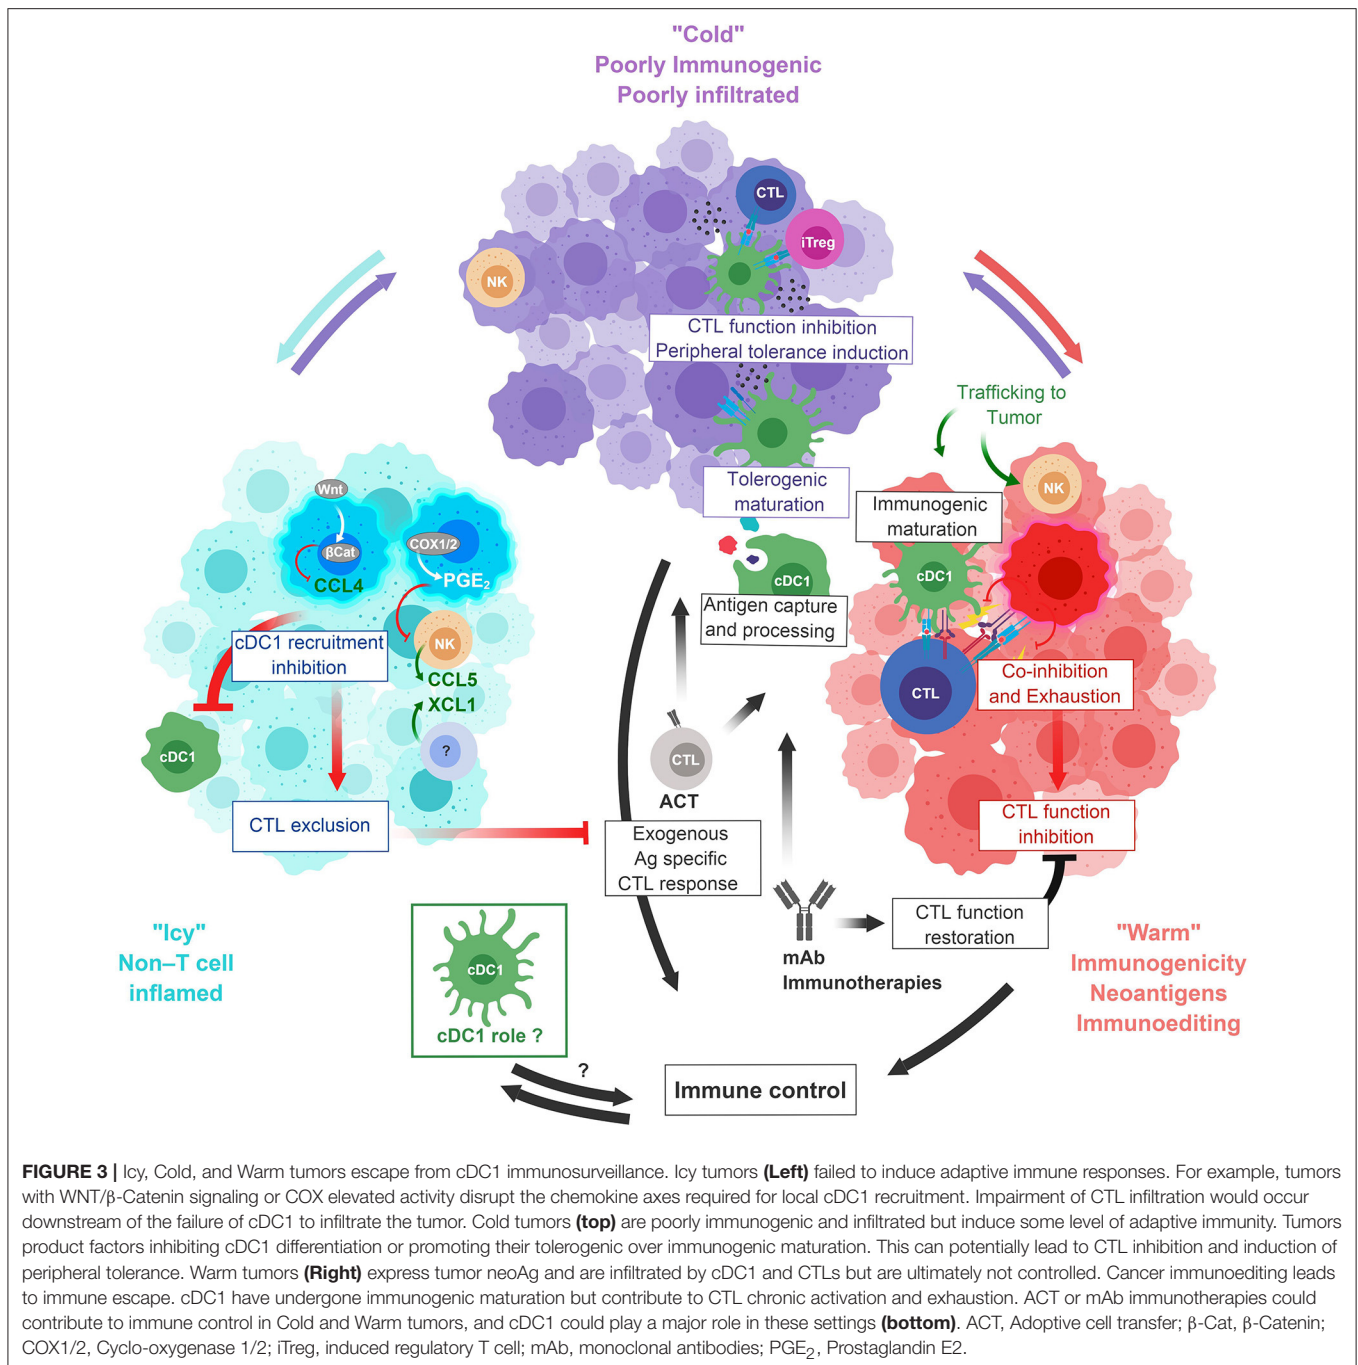 "Cold"
Poorly Immunogenic
Poorly infiltrated
CTL
iTreg
NK
CTL function inhibition
Peripheral tolerance induction
Trafficking to
Tumor
Tolerogenic
maturation
NK
Immunogenic
maturation
cDC1
Wnt
βCat
CCL4
COX1/2
PGE2
cDC1
Antigen capture
and processing
cDC1 recruitment
inhibition
NK
CCL5
XCL1
?
cDC1
CTL
Co-inhibition
and Exhaustion
CTL
ACT
CTL exclusion
Exogenous
Ag specific
CTL response
CTL function
inhibition
CTL function
restoration
mAb
Immunotherapies
"Icy"
Non–T cell
inflamed
"Warm"
Immunogenicity
Neoantigens
Immunoediting
cDC1
cDC1 role ?
?
Immune control
FIGURE 3 | Icy, Cold, and Warm tumors escape from cDC1 immunosurveillance. Icy tumors (Left) failed to induce adaptive immune responses. For example, tumors
with WNT/β-Catenin signaling or COX elevated activity disrupt the chemokine axes required for local cDC1 recruitment. Impairment of CTL infiltration would occur
downstream of the failure of cDC1 to infiltrate the tumor. Cold tumors (top) are poorly immunogenic and infiltrated but induce some level of adaptive immunity. Tumors
product factors inhibiting cDC1 differentiation or promoting their tolerogenic over immunogenic maturation. This can potentially lead to CTL inhibition and induction of
peripheral tolerance. Warm tumors (Right) express tumor neoAg and are infiltrated by cDC1 and CTLs but are ultimately not controlled. Cancer immunoediting leads
to immune escape. cDC1 have undergone immunogenic maturation but contribute to CTL chronic activation and exhaustion. ACT or mAb immunotherapies could
contribute to immune control in Cold and Warm tumors, and cDC1 could play a major role in these settings (bottom). ACT, Adoptive cell transfer; β-Cat, β-Catenin;
COX1/2, Cyclo-oxygenase 1/2; iTreg, induced regulatory T cell; mAb, monoclonal antibodies; PGE2, Prostaglandin E2.